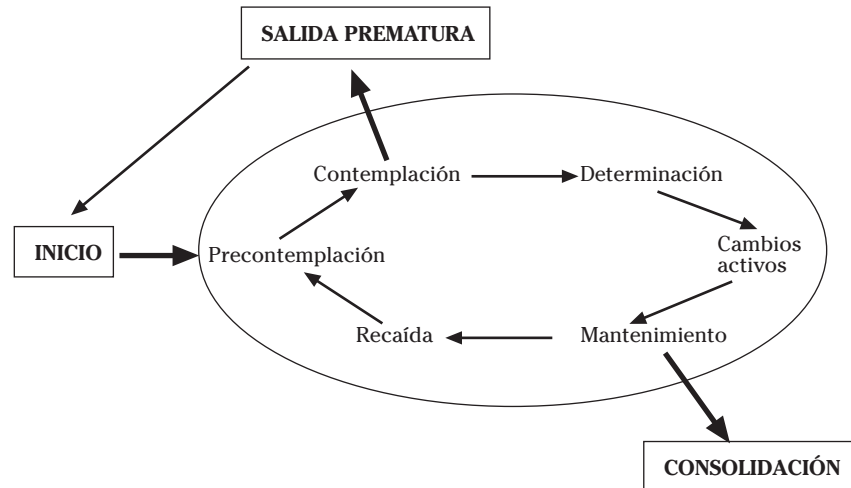 SALIDA PREMATURA
Contemplación
Determinación
INICIO
Precontemplación
Cambios
activos
Recaída
Mantenimiento
CONSOLIDACIÓN